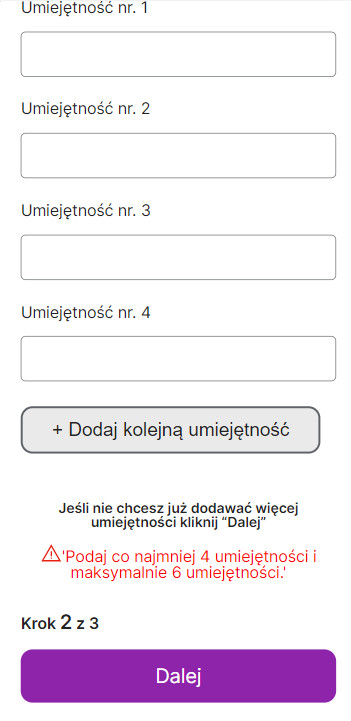 Umiejętność nr. 1
Umiejętność nr. 2
Umiejętność nr. 3
Umiejętność nr. 4
+ Dodaj kolejną umiejętność
Jeśli nie chcesz już dodawać więcej
umiejętności kliknij “Dalej”
'Podaj co najmniej 4 umiejętności i
maksymalnie 6 umiejętności.'
Krok 2 z 3
Dalej